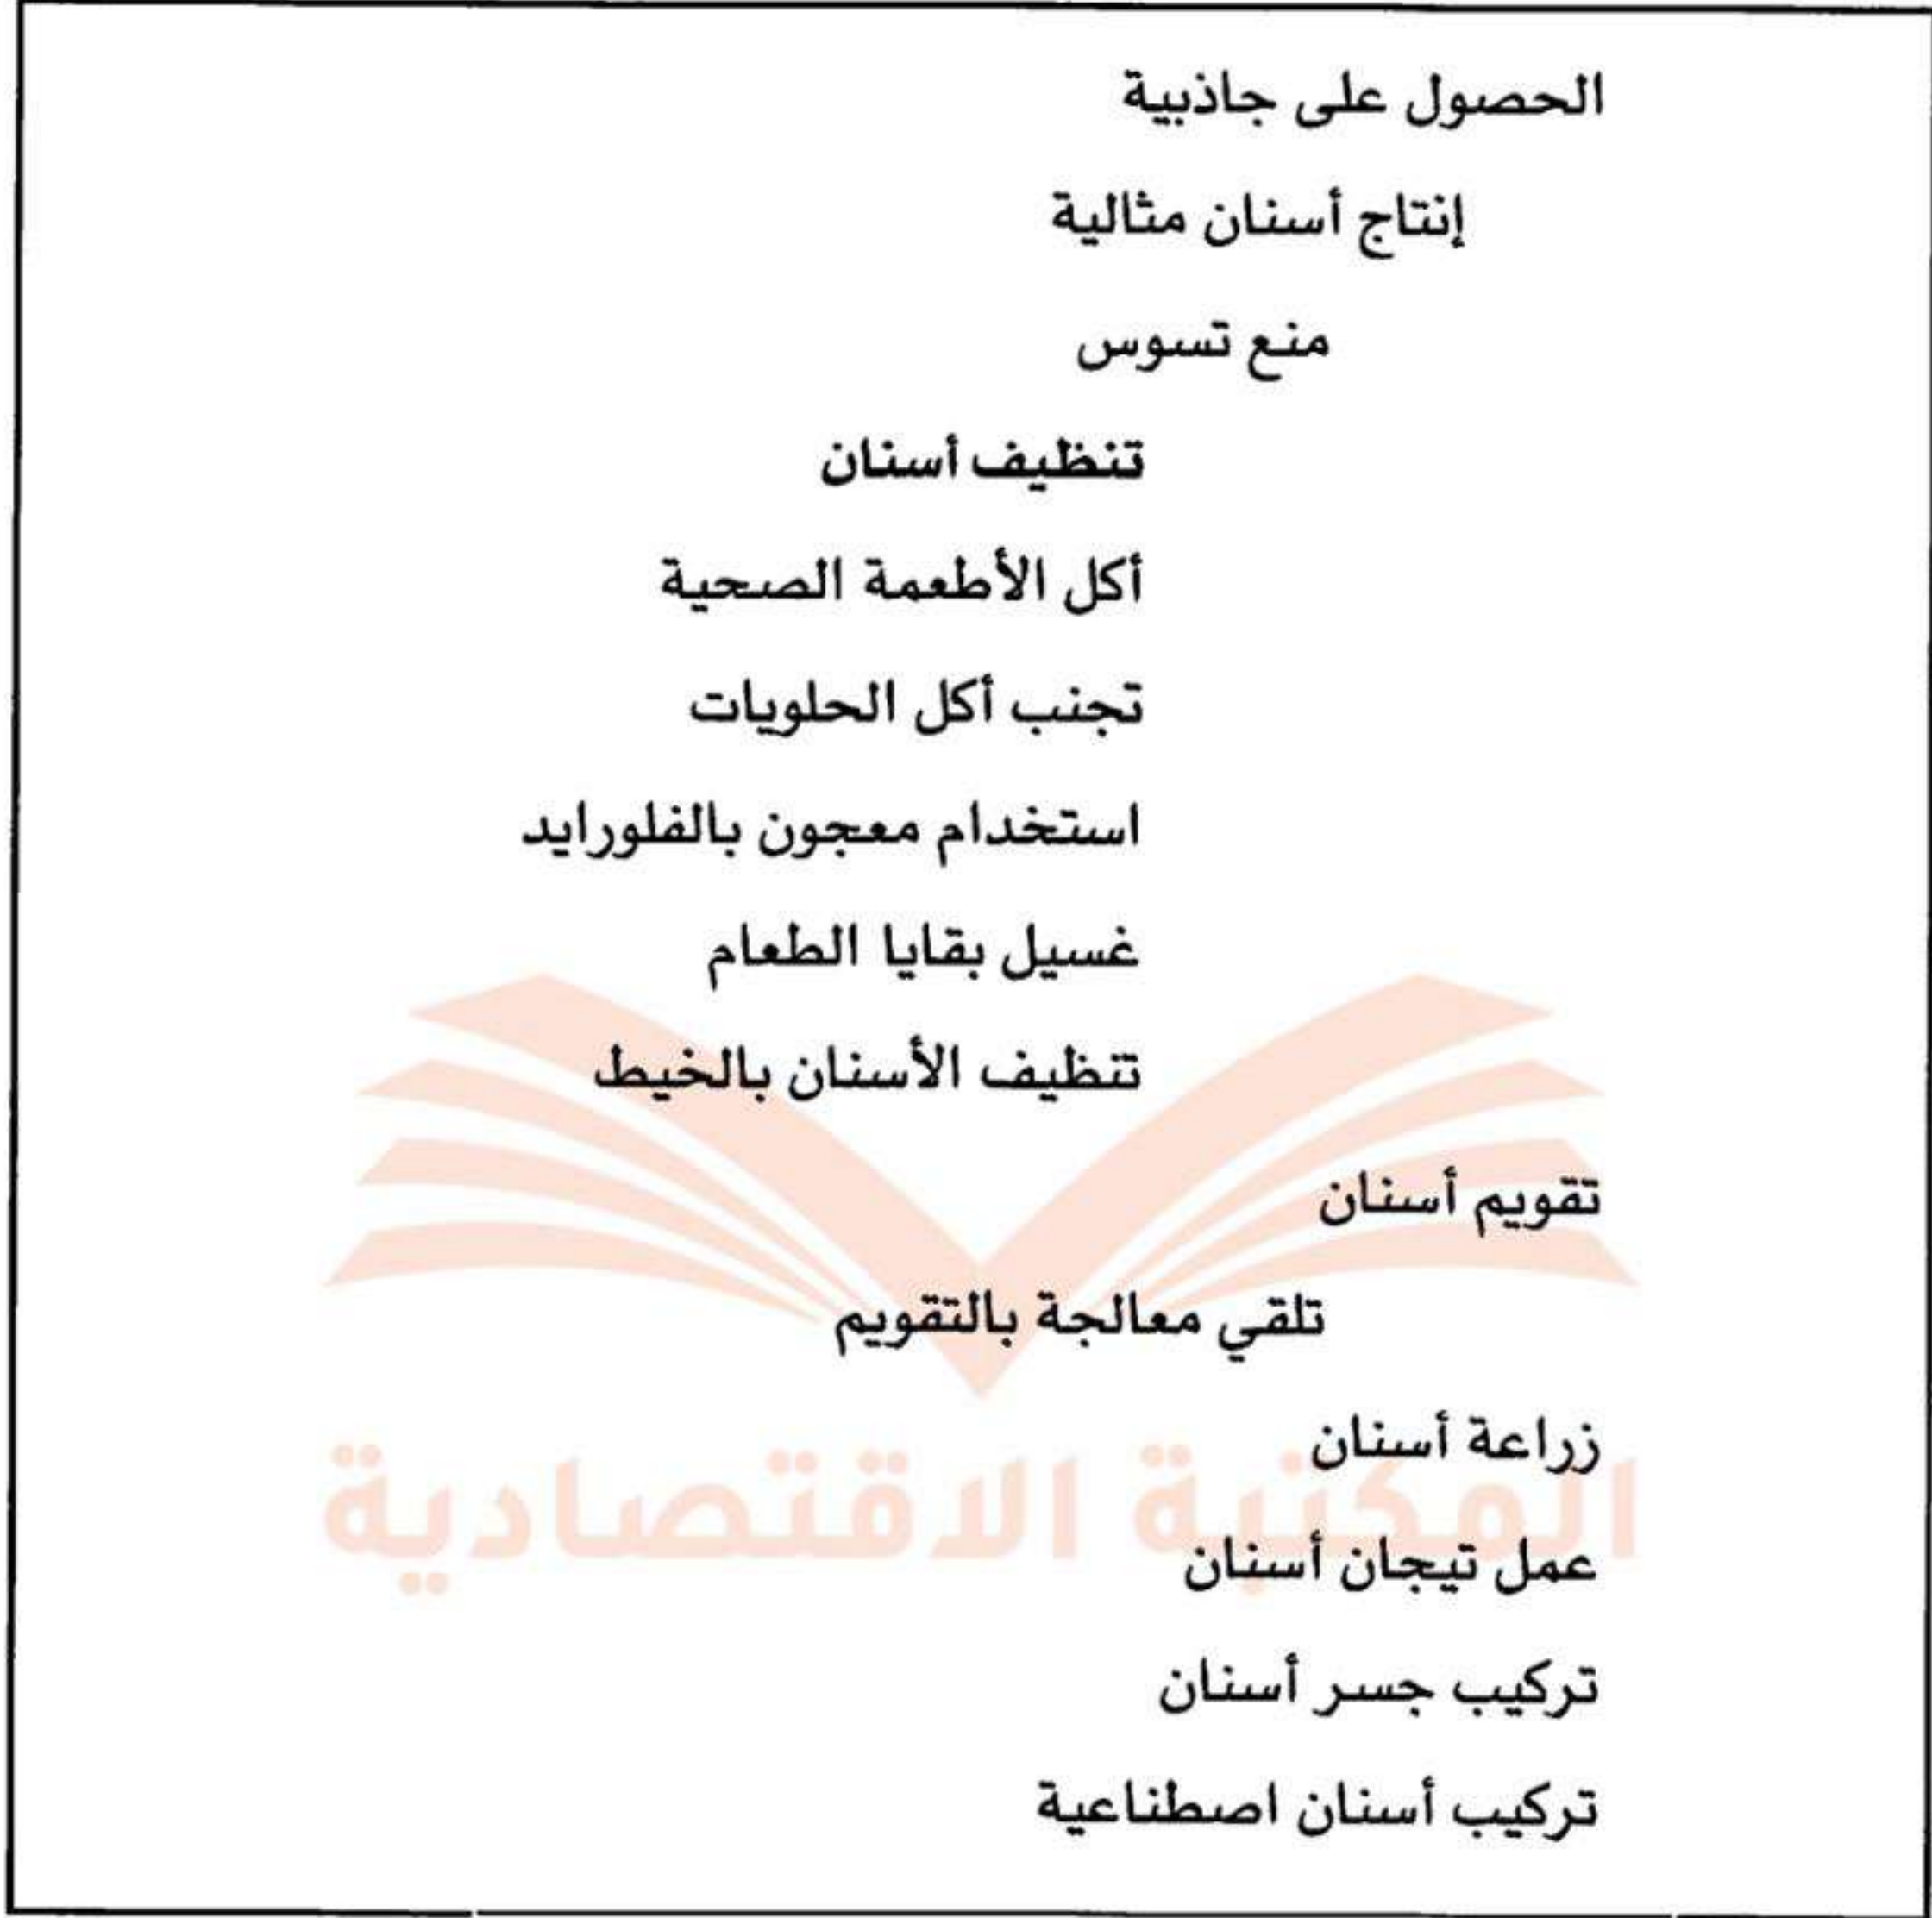 الحصول على جاذبية
إنتاج أسنان مثالية
منع تسوس
تنظيف أسنان
أكل الأطعمة الصحية
تجنب أكل الحلويات
استخدام معجون بالفلورايد
غسيل بقايا الطعام
تنظيف الأسنان بالخيط
تقويم أسنان
تلقي معالجة بالتقويم
زراعة أسنان
المكتبة الاقتصادية
عمل تيجان أسنان
تركيب جسر أسنان
تركيب أسنان اصطناعية